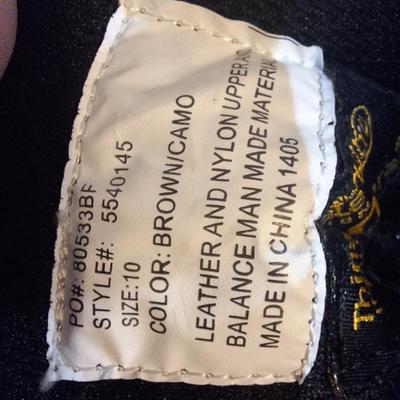 PO#: 80533BF
STYLE#: 5540145
SIZE:10
COLOR: BROWN/CAMO
LEATHER AND NYLON UPPER AND
BALANCE MAN MADE MATERIAL
MADE IN CHINA 1405